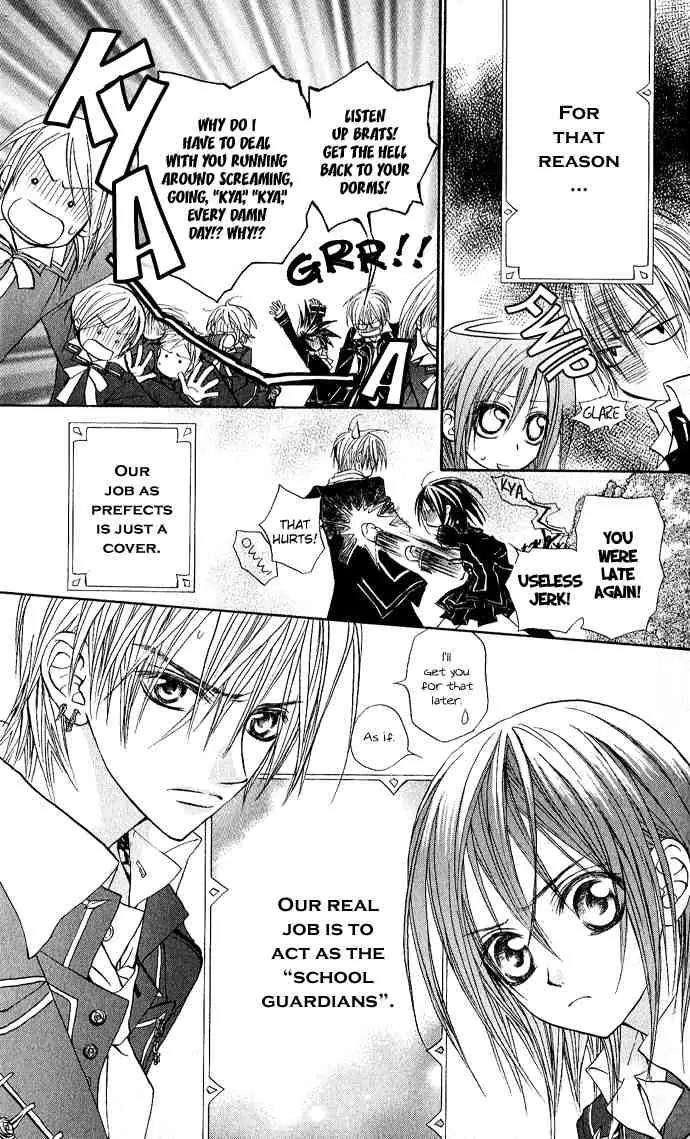 FOR
THAT
REASON
...
FWIP
GLARE
LISTEN
UP BRATS!
GET THE HELL
BACK TO YOUR
DORMS!
WHY DO I
HAVE TO DEAL
WITH YOU RUNNING
AROUND SCREAMING,
GOING, "KYA," "KYA,"
EVERY DAMN
DAY!? WHY!?
GRR!!
KYA
A
YOU
WERE
LATE
AGAIN!
USELESS
JERK!
KYA
THAT
HURTS!
OWWW
OUR
JOB AS
PREFECTS
IS JUST A
COVER.
I'll
get you
for that
later.
As if.
OUR REAL
JOB IS TO
ACT AS THE
"SCHOOL
GUARDIANS".